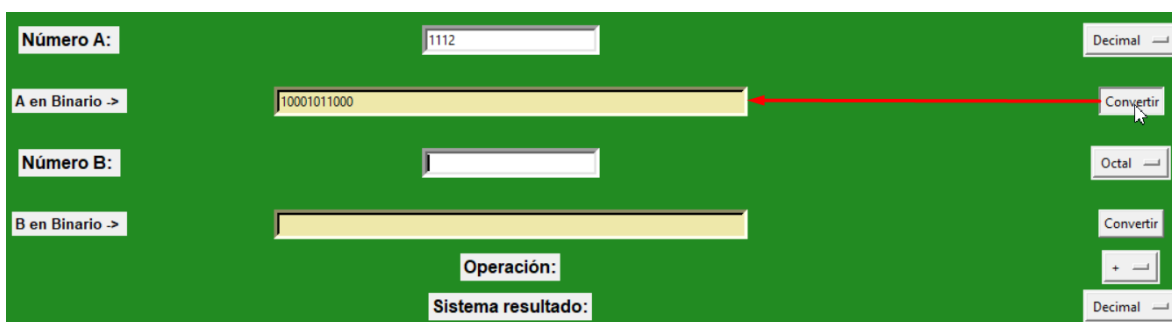 Número A: 1112 Decimal
A en Binario -> 10001011000 Convertir
Número B: Octal
B en Binario -> Convertir
Operación: +
Sistema resultado: Decimal